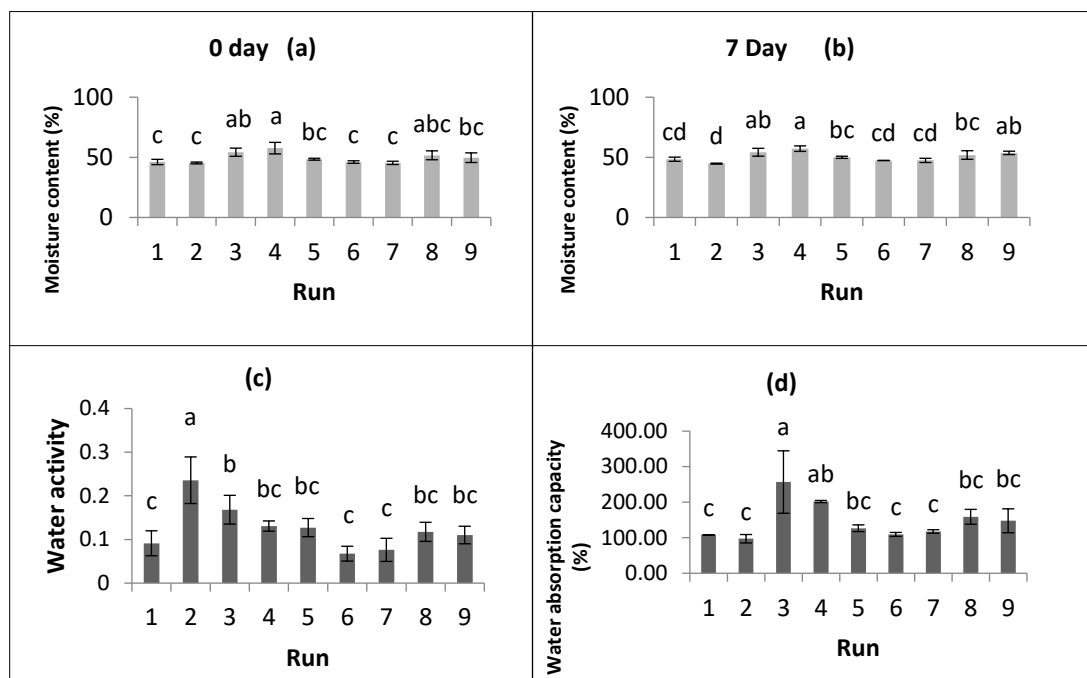 0 day (a)
Moisture content (%)
100
50
0
c c ab a bc c c abc bc
1 2 3 4 5 6 7 8 9
Run
7 Day (b)
Moisture content (%)
100
50
0
cd d ab a bc cd cd bc ab
1 2 3 4 5 6 7 8 9
Run
(c)
Water activity
0.4
0.3
0.2
0.1
0
c a b bc bc c c bc bc
1 2 3 4 5 6 7 8 9
Run
(d)
Water absorption capacity
(%)
400.00
300.00
200.00
100.00
0.00
c c a ab bc c c bc bc
1 2 3 4 5 6 7 8 9
Run